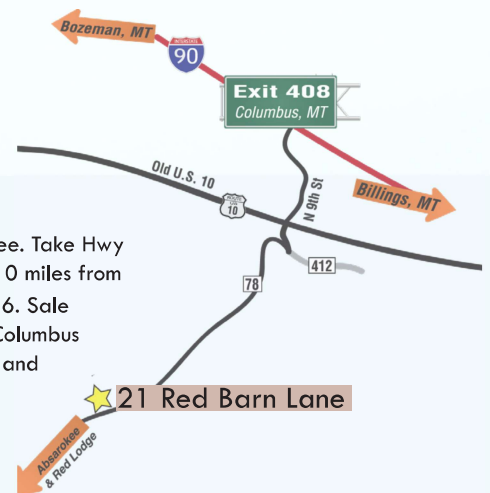 Bozeman, MT
INTERSTATE
90
Exit 408
Columbus, MT
Old U.S. 10
10
N 9th St
Billings, MT
ee. Take Hwy
0 miles from
6. Sale
Columbus
and
412
78
21 Red Barn Lane
Absarokee
& Red Lodge